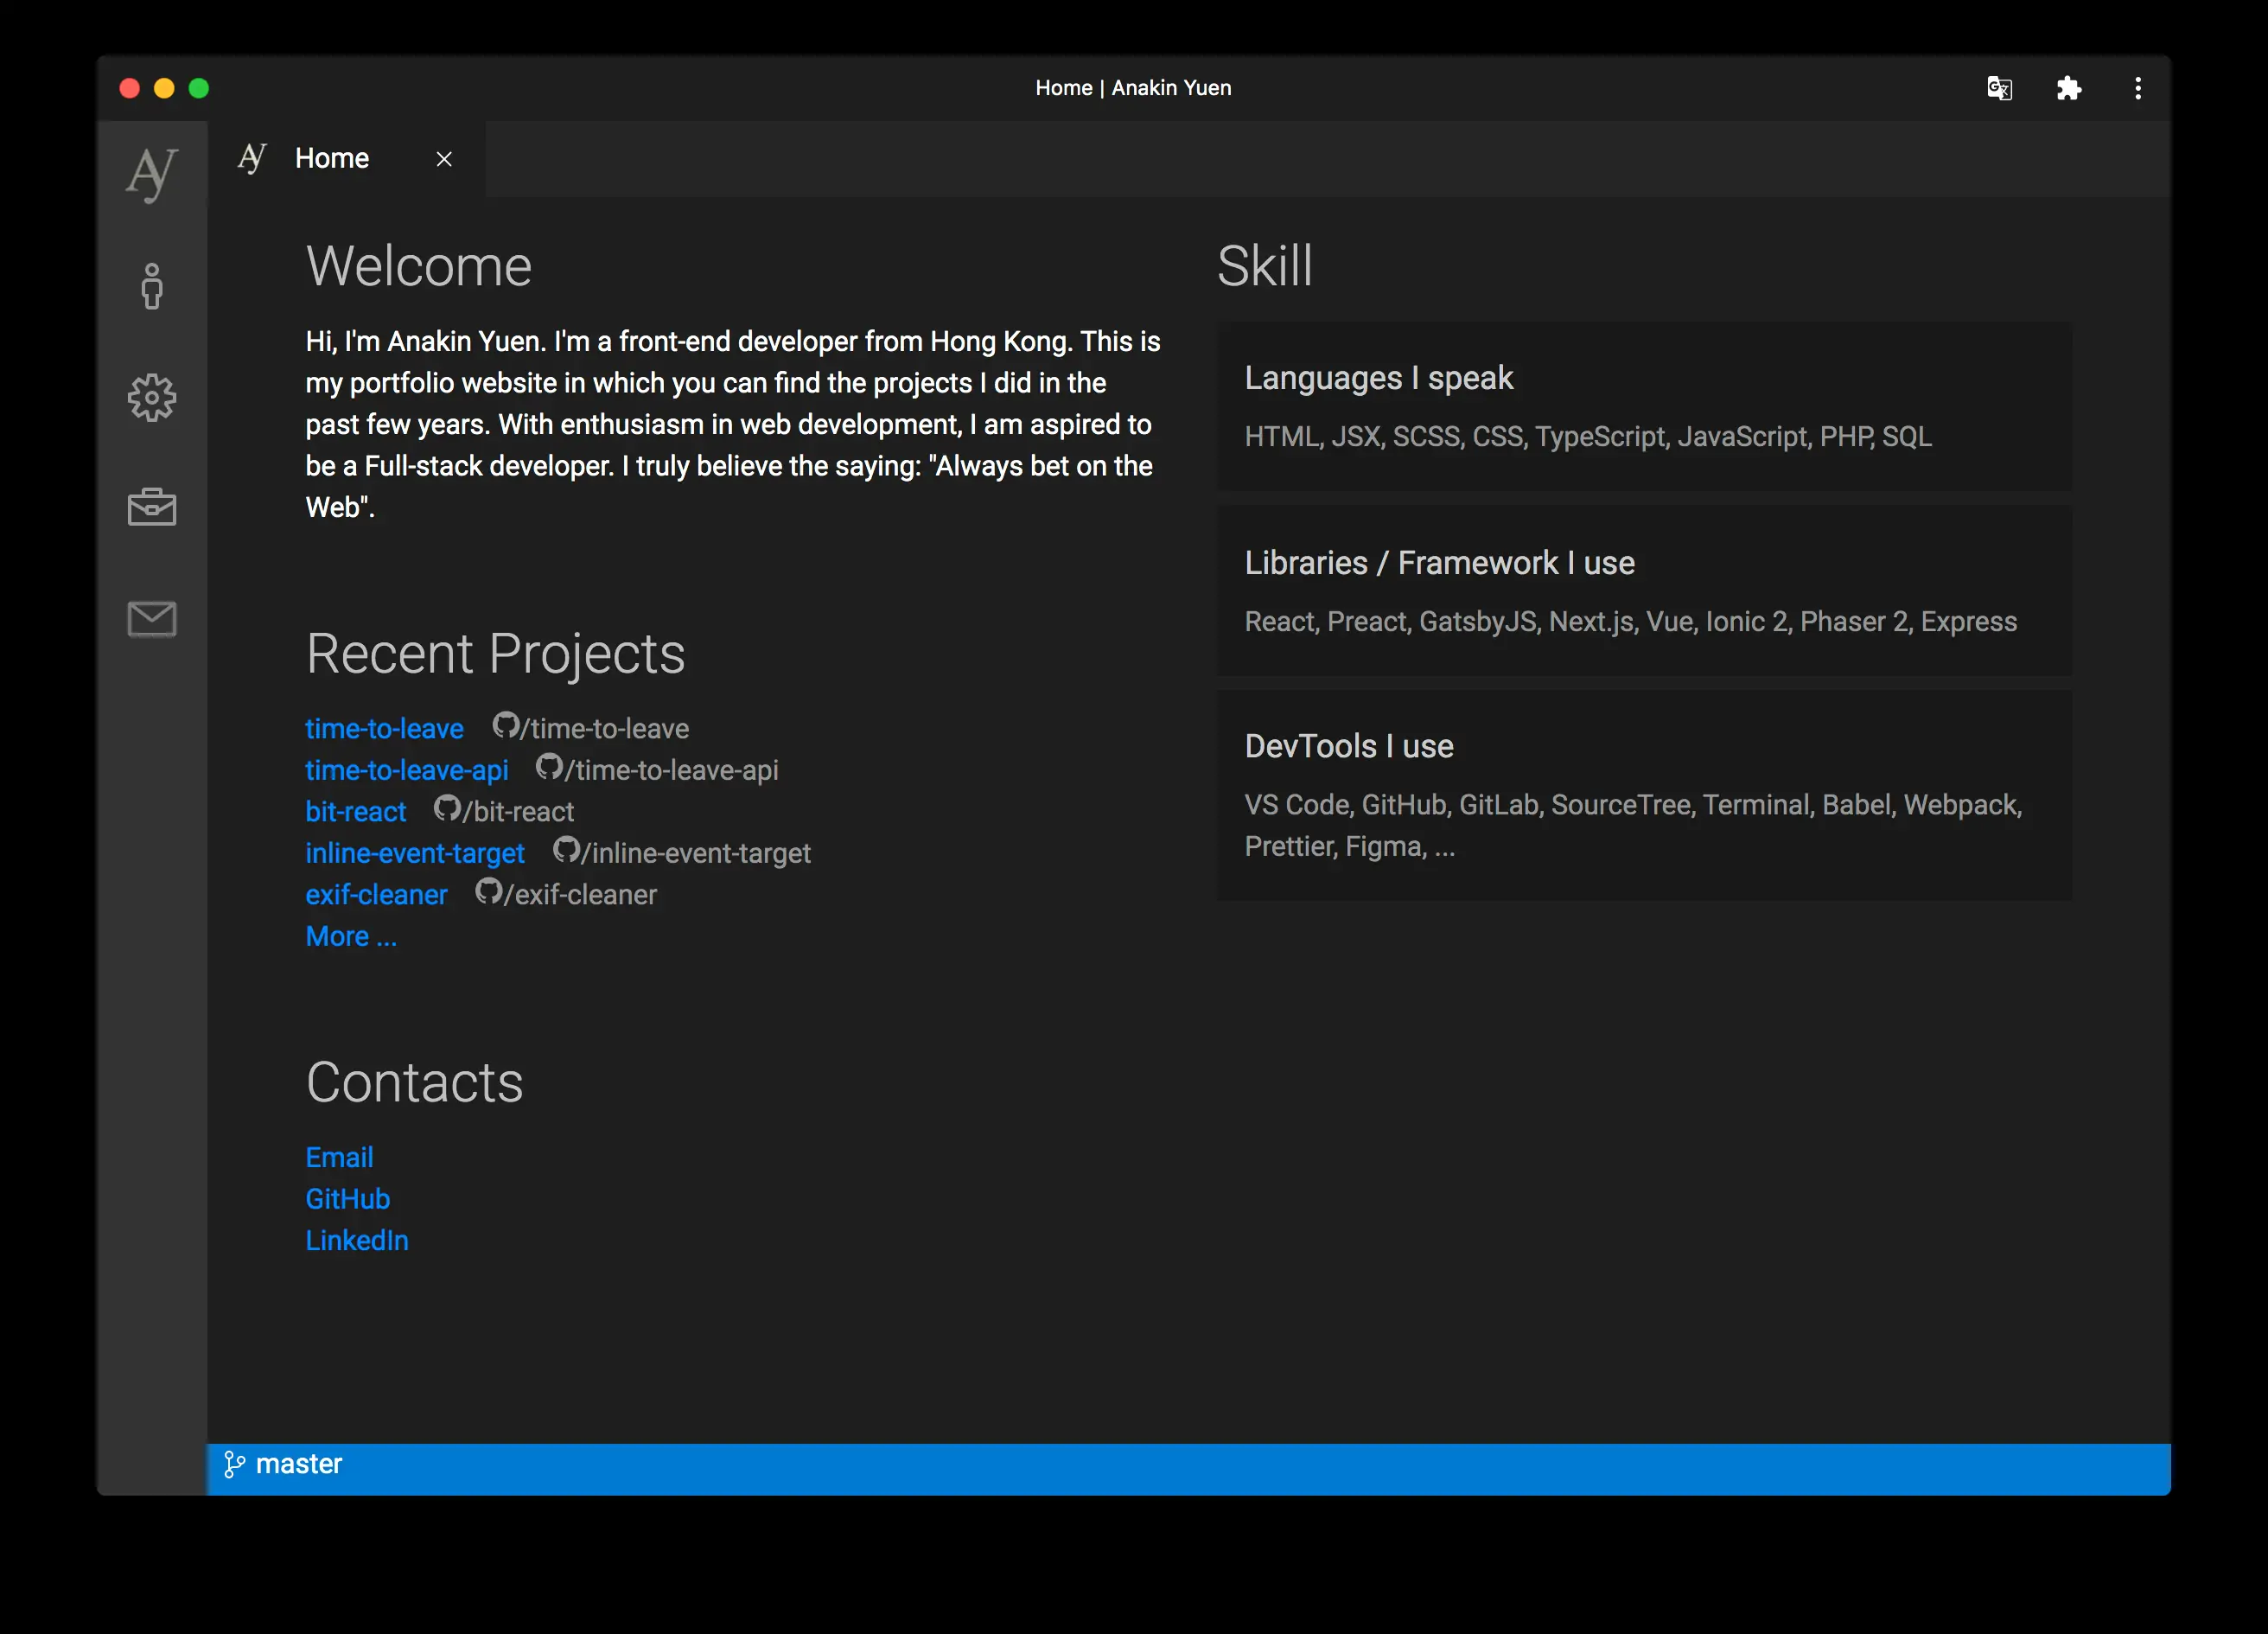 Home | Anakin Yuen
AJ
AJ Home
Welcome
Hi, I'm Anakin Yuen. I'm a front-end developer from Hong Kong. This is
my portfolio website in which you can find the projects I did in the
past few years. With enthusiasm in web development, I am aspired to
be a Full-stack developer. I truly believe the saying: "Always bet on the
Web".
Recent Projects
time-to-leave /time-to-leave
time-to-leave-api /time-to-leave-api
bit-react /bit-react
inline-event-target /inline-event-target
exif-cleaner /exif-cleaner
More ...
Contacts
Email
GitHub
LinkedIn
Skill
Languages I speak
HTML, JSX, SCSS, CSS, TypeScript, JavaScript, PHP, SQL
Libraries / Framework I use
React, Preact, GatsbyJS, Next.js, Vue, Ionic 2, Phaser 2, Express
DevTools I use
VS Code, GitHub, GitLab, SourceTree, Terminal, Babel, Webpack,
Prettier, Figma, ...
master